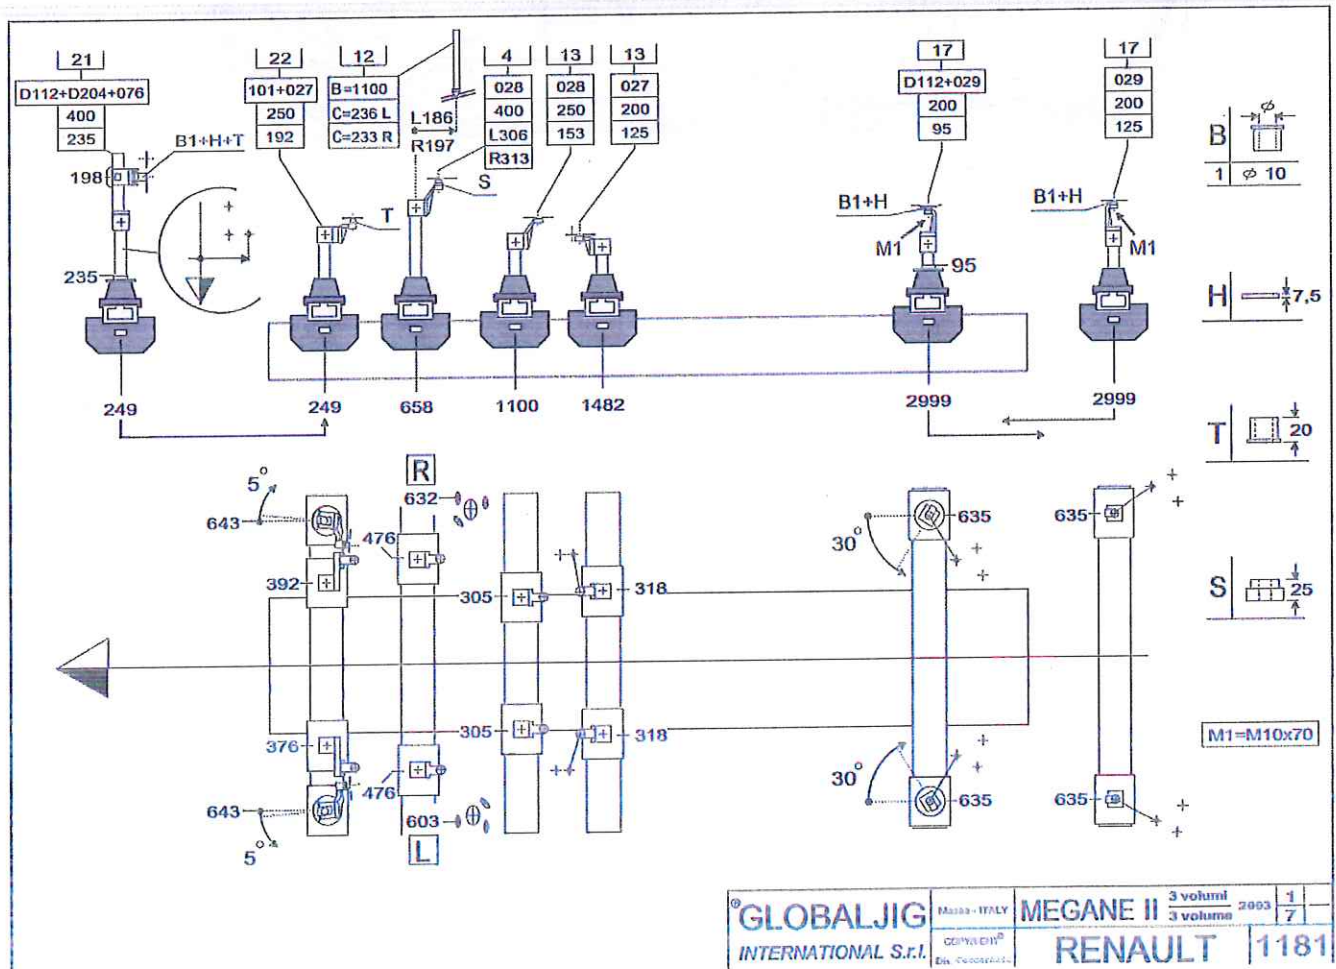 21
D112+D204+076
400
235
22
101+027
250
192
12
B=1100
C=236 L
C=233 R
L186
R197
4
028
400
L306
R313
13
028
250
153
13
027
200
125
17
D112+029
200
95
17
029
200
125
B
ϕ
1 ϕ 10
B1+H+T
198
T
S
B1+H
M1
B1+H
M1
235
95
H 7,5
249
249
658
1100
1482
2999
2999
T 20
R
5°
643
632
476
392
305
318
30°
635
635
S 25
376
476
305
318
643
5°
603
L
30°
635
635
M1=M10x70
®GLOBALJIG
INTERNATIONAL S.r.l.
Massa - ITALY
COPYRIGHT®
MEGANE II
3 volumi
3 volume
2003
1
7
RENAULT
1181